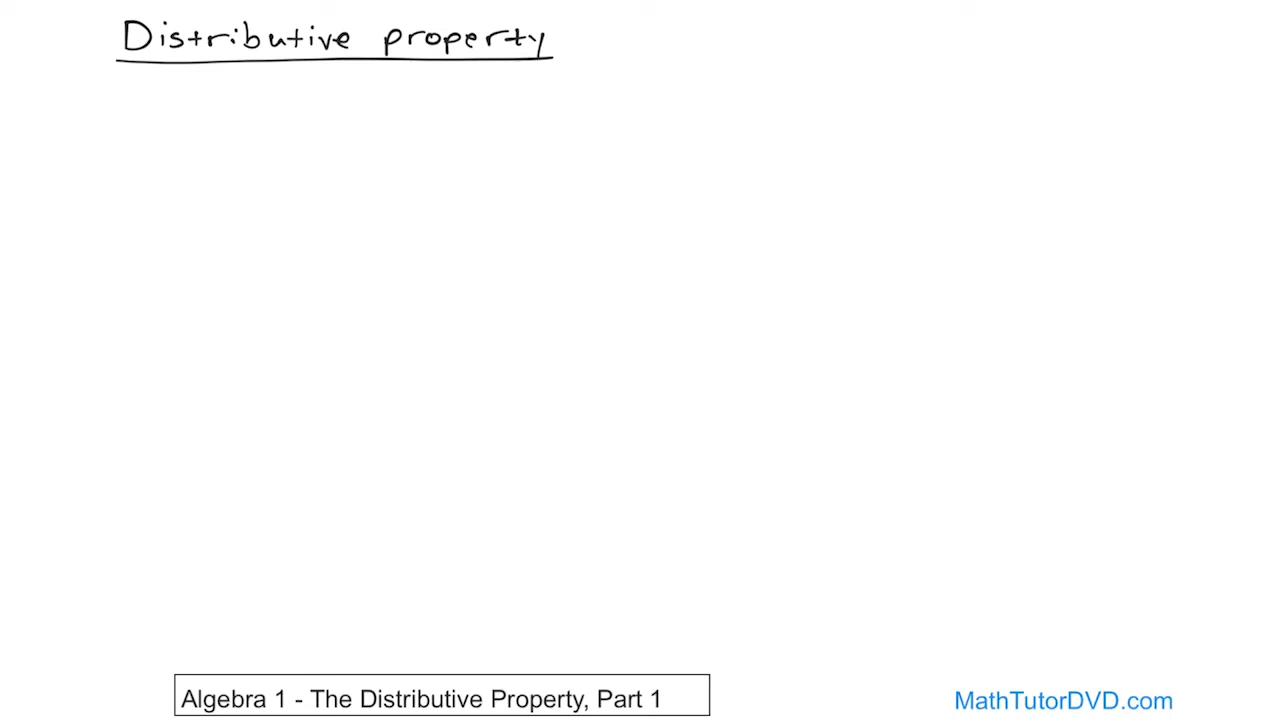 Distributive property
Algebra 1 - The Distributive Property, Part 1
MathTutorDVD.com